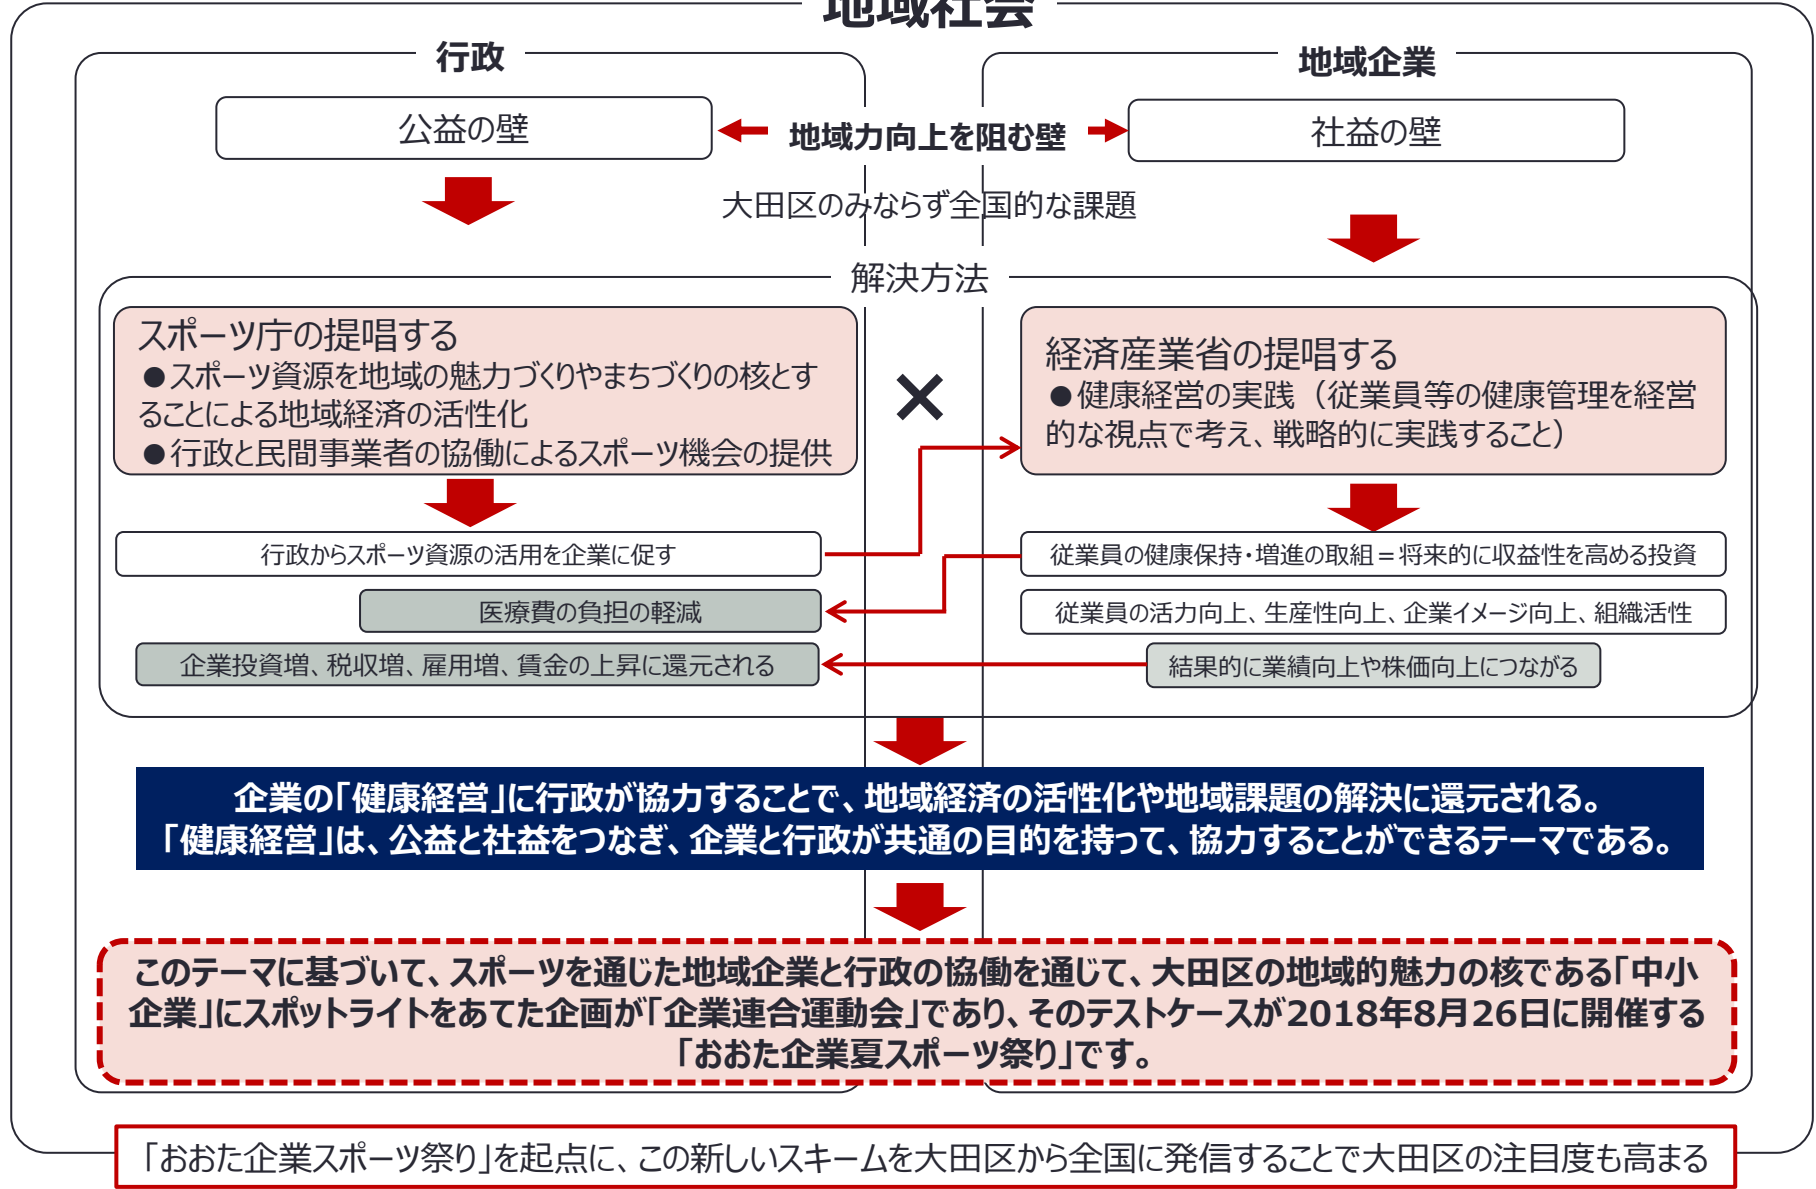 地域社会
行政
地域企業
公益の壁
地域力向上を阻む壁
社益の壁
大田区のみならず全国的な課題
解決方法
スポーツ庁の提唱する
●スポーツ資源を地域の魅力づくりやまちづくりの核とす
ることによる地域経済の活性化
●行政と民間事業者の協働によるスポーツ機会の提供
×
経済産業省の提唱する
●健康経営の実践（従業員等の健康管理を経営
的な視点で考え、戦略的に実践すること）
行政からスポーツ資源の活用を企業に促す
従業員の健康保持・増進の取組＝将来的に収益性を高める投資
医療費の負担の軽減
従業員の活力向上、生産性向上、企業イメージ向上、組織活性
企業投資増、税収増、雇用増、賃金の上昇に還元される
結果的に業績向上や株価向上につながる
企業の「健康経営」に行政が協力することで、地域経済の活性化や地域課題の解決に還元される。
「健康経営」は、公益と社益をつなぎ、企業と行政が共通の目的を持って、協力することができるテーマである。
このテーマに基づいて、スポーツを通じた地域企業と行政の協働を通じて、大田区の地域的魅力の核である「中小
企業」にスポットライトをあてた企画が「企業連合運動会」であり、そのテストケースが2018年8月26日に開催する
「おおた企業夏スポーツ祭り」です。
「おおた企業スポーツ祭り」を起点に、この新しいスキームを大田区から全国に発信することで大田区の注目度も高まる